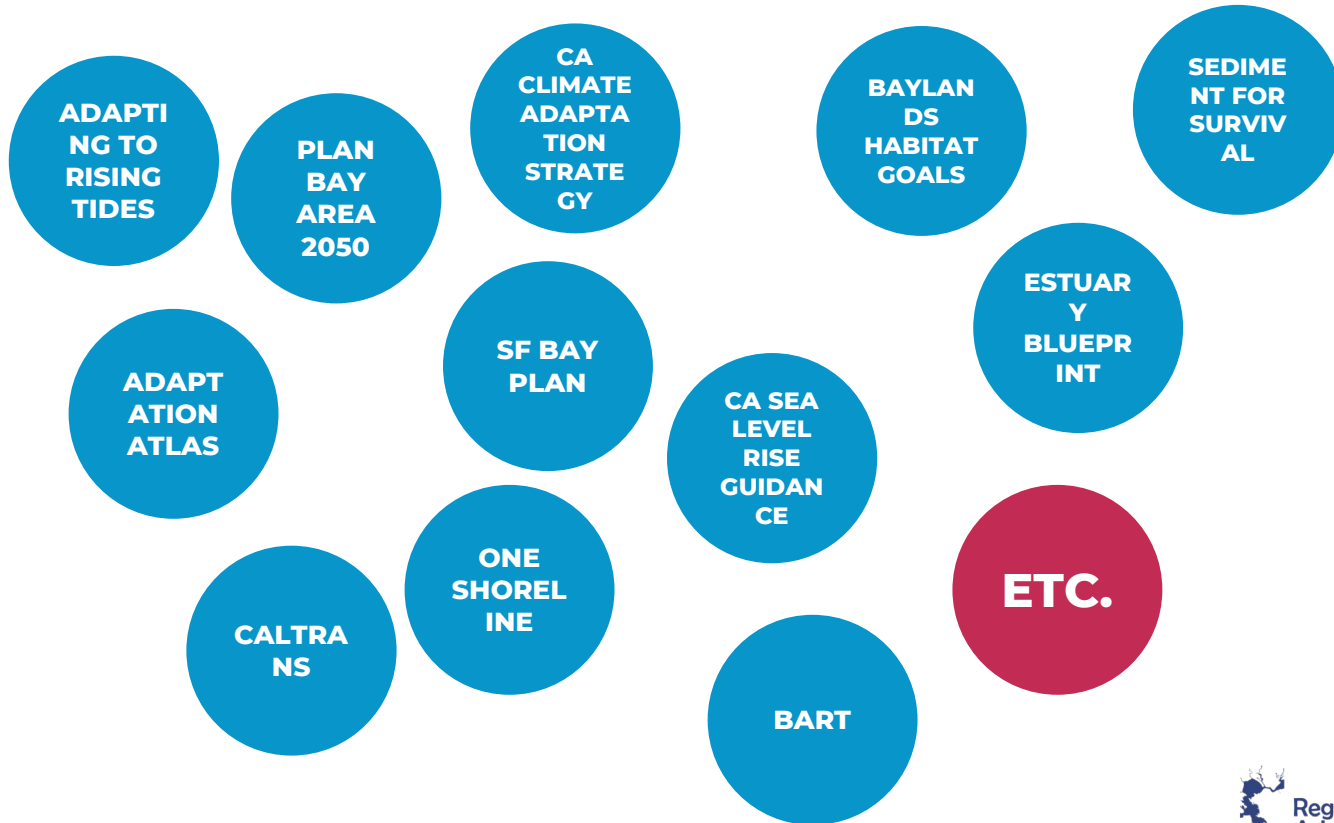 ADAPTI
NG TO
RISING
TIDES
PLAN
BAY
AREA
2050
CA
CLIMATE
ADAPTA
TION
STRATE
GY
BAYLAN
DS
HABITAT
GOALS
SEDIME
NT FOR
SURVIV
AL
ADAPT
ATION
ATLAS
SF BAY
PLAN
CA SEA
LEVEL
RISE
GUIDAN
CE
ESTUAR
Y
BLUEPR
INT
CALTRA
NS
ONE
SHOREL
INE
BART
ETC.
Reg